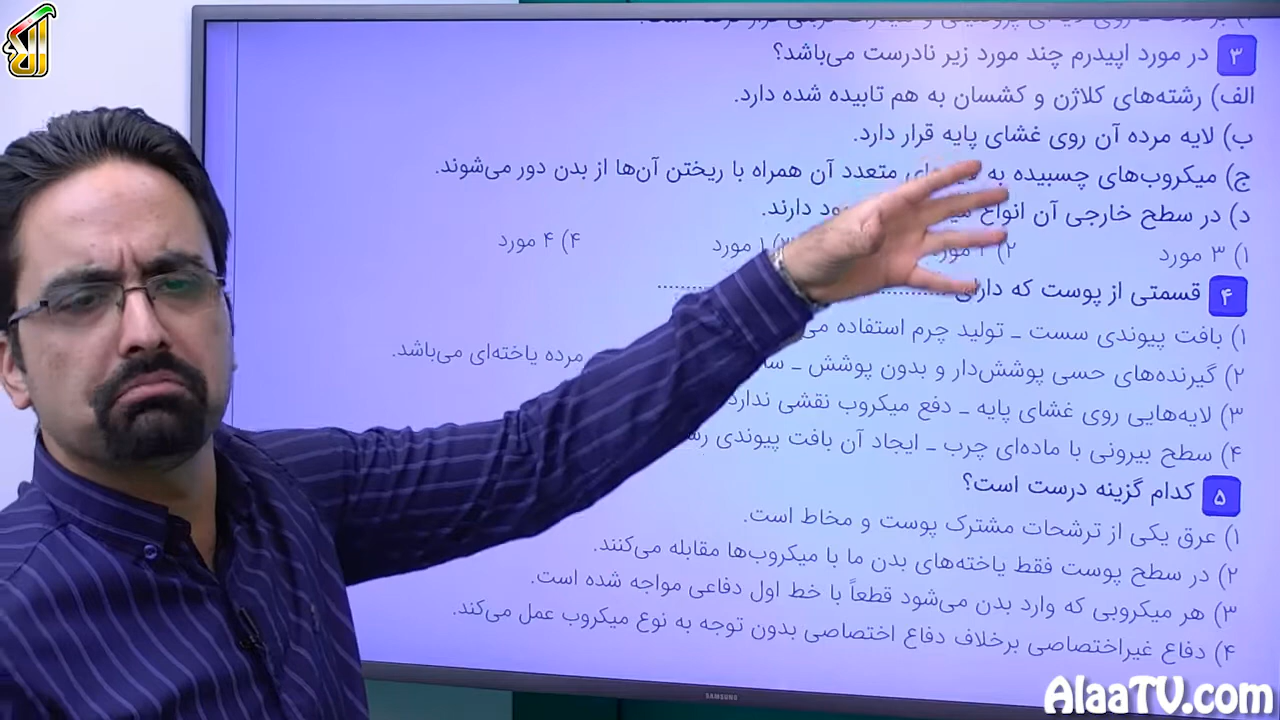 ۳ در مورد اپیدرم چند مورد زیر نادرست می‌باشد؟
الف) رشته‌های کلاژن و کشسان به هم تابیده شده دارد.
ب) لایه مرده آن روی غشای پایه قرار دارد.
ج) میکروب‌های چسبیده به متعدد آن همراه با ریختن آن‌ها از بدن دور می‌شوند.
د) در سطح خارجی آن انواع دارند.
۱) ۳ مورد ۲) مورد ۳) ۱ مورد ۴) ۴ مورد
۴ قسمتی از پوست که دارای ..............................
۱) بافت پیوندی سست ـ تولید چرم استفاده
۲) گیرنده‌های حسی پوشش‌دار و بدون پوشش ـ مرده یاخته‌ای می‌باشد.
۳) لایه‌هایی روی غشای پایه ـ دفع میکروب نقشی ندارد
۴) سطح بیرونی با ماده‌ای چرب ـ ایجاد آن بافت پیوندی
۵ کدام گزینه درست است؟
۱) عرق یکی از ترشحات مشترک پوست و مخاط است.
۲) در سطح پوست فقط یاخته‌های بدن ما با میکروب‌ها مقابله می‌کنند.
۳) هر میکروبی که وارد بدن می‌شود قطعاً با خط اول دفاعی مواجه شده است.
۴) دفاع غیراختصاصی برخلاف دفاع اختصاصی بدون توجه به نوع میکروب عمل می‌کند.
SAMSUNG
AlaaTV.com